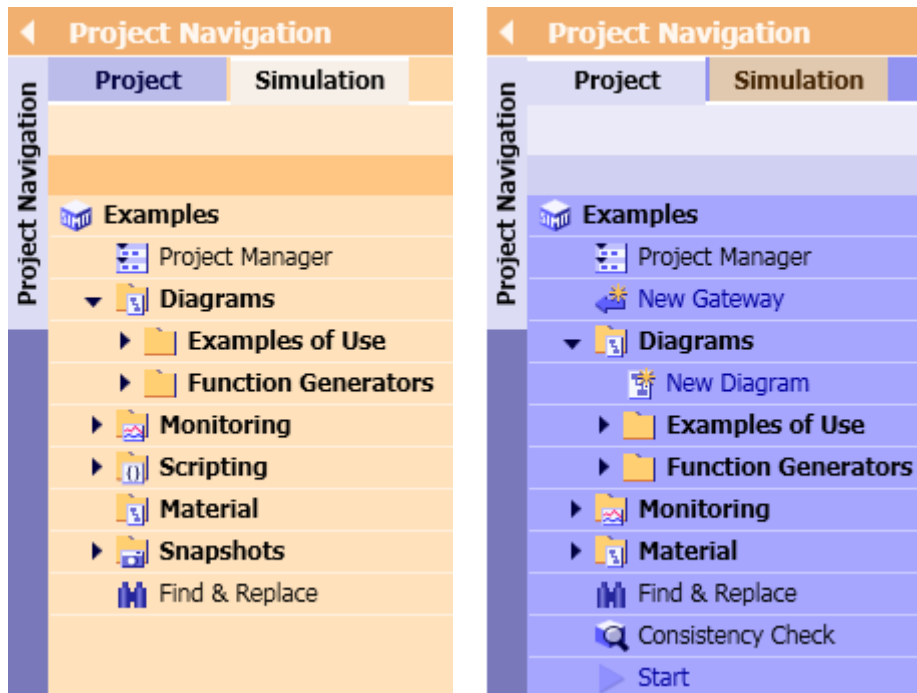 Project Navigation
Project Navigation
Project Simulation
Examples
Project Manager
Diagrams
Examples of Use
Function Generators
Monitoring
Scripting
Material
Snapshots
Find & Replace
Project Navigation
Project Navigation
Project Simulation
Examples
Project Manager
New Gateway
Diagrams
New Diagram
Examples of Use
Function Generators
Monitoring
Material
Find & Replace
Consistency Check
Start